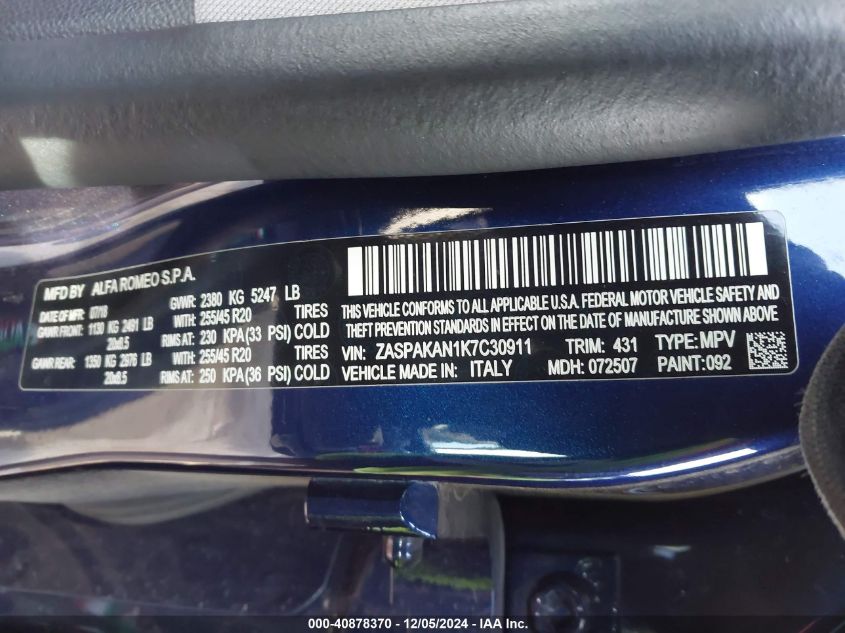 MFD BY ALFA ROMEO S.P.A.
DATE OF MFR 07/18 GVWR: 2380 KG 5247 LB
GAWR FRONT: 1130 KG 2491 LB WITH: 255/45 R20 TIRES
20x8.5 RIMS AT: 230 KPA (33 PSI) COLD
GAWR REAR: 1350 KG 2976 LB WITH: 255/45 R20 TIRES
20x8.5 RIMS AT: 250 KPA (36 PSI) COLD
THIS VEHICLE CONFORMS TO ALL APPLICABLE U.S.A. FEDERAL MOTOR VEHICLE SAFETY AND
THEFT PREVENTION STANDARDS IN EFFECT ON THE DATE OF MANUFACTURE SHOWN ABOVE.
VIN: ZASPAKAN1K7C30911 TRIM: 431 TYPE: MPV
VEHICLE MADE IN: ITALY MDH: 072507 PAINT: 092
000-40878370 - 12/05/2024 - IAA Inc.